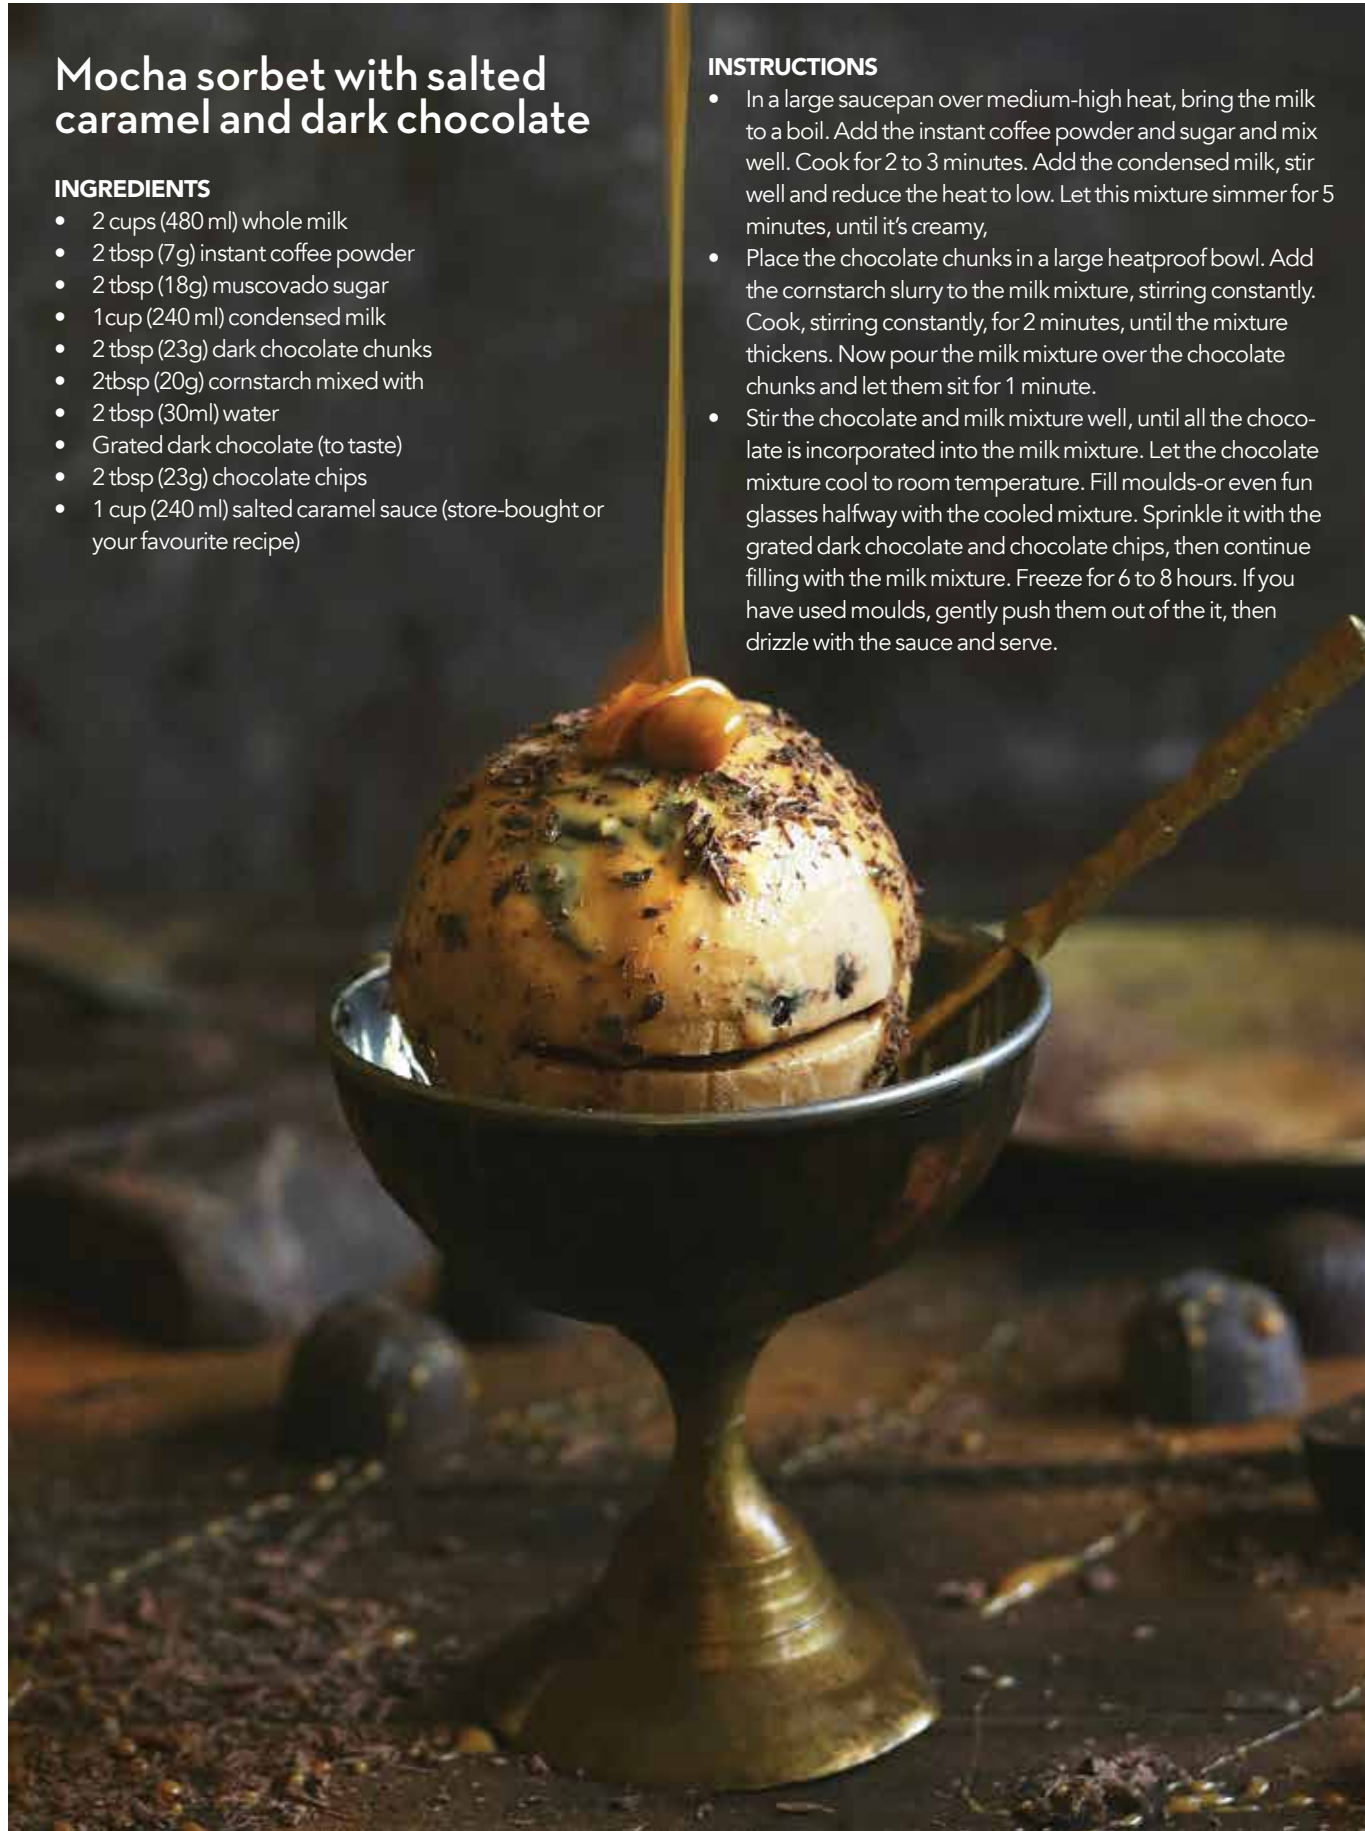 Mocha sorbet with salted
caramel and dark chocolate
INGREDIENTS
• 2 cups (480 ml) whole milk
• 2 tbsp (7g) instant coffee powder
• 2 tbsp (18g) muscovado sugar
• 1cup (240 ml) condensed milk
• 2 tbsp (23g) dark chocolate chunks
• 2tbsp (20g) cornstarch mixed with
• 2 tbsp (30ml) water
• Grated dark chocolate (to taste)
• 2 tbsp (23g) chocolate chips
• 1 cup (240 ml) salted caramel sauce (store-bought or
your favourite recipe)
INSTRUCTIONS
• In a large saucepan over medium-high heat, bring the milk
to a boil. Add the instant coffee powder and sugar and mix
well. Cook for 2 to 3 minutes. Add the condensed milk, stir
well and reduce the heat to low. Let this mixture simmer for 5
minutes, until it's creamy,
• Place the chocolate chunks in a large heatproof bowl. Add
the cornstarch slurry to the milk mixture, stirring constantly.
Cook, stirring constantly, for 2 minutes, until the mixture
thickens. Now pour the milk mixture over the chocolate
chunks and let them sit for 1 minute.
• Stir the chocolate and milk mixture well, until all the choco-
late is incorporated into the milk mixture. Let the chocolate
mixture cool to room temperature. Fill moulds-or even fun
glasses halfway with the cooled mixture. Sprinkle it with the
grated dark chocolate and chocolate chips, then continue
filling with the milk mixture. Freeze for 6 to 8 hours. If you
have used moulds, gently push them out of the it, then
drizzle with the sauce and serve.